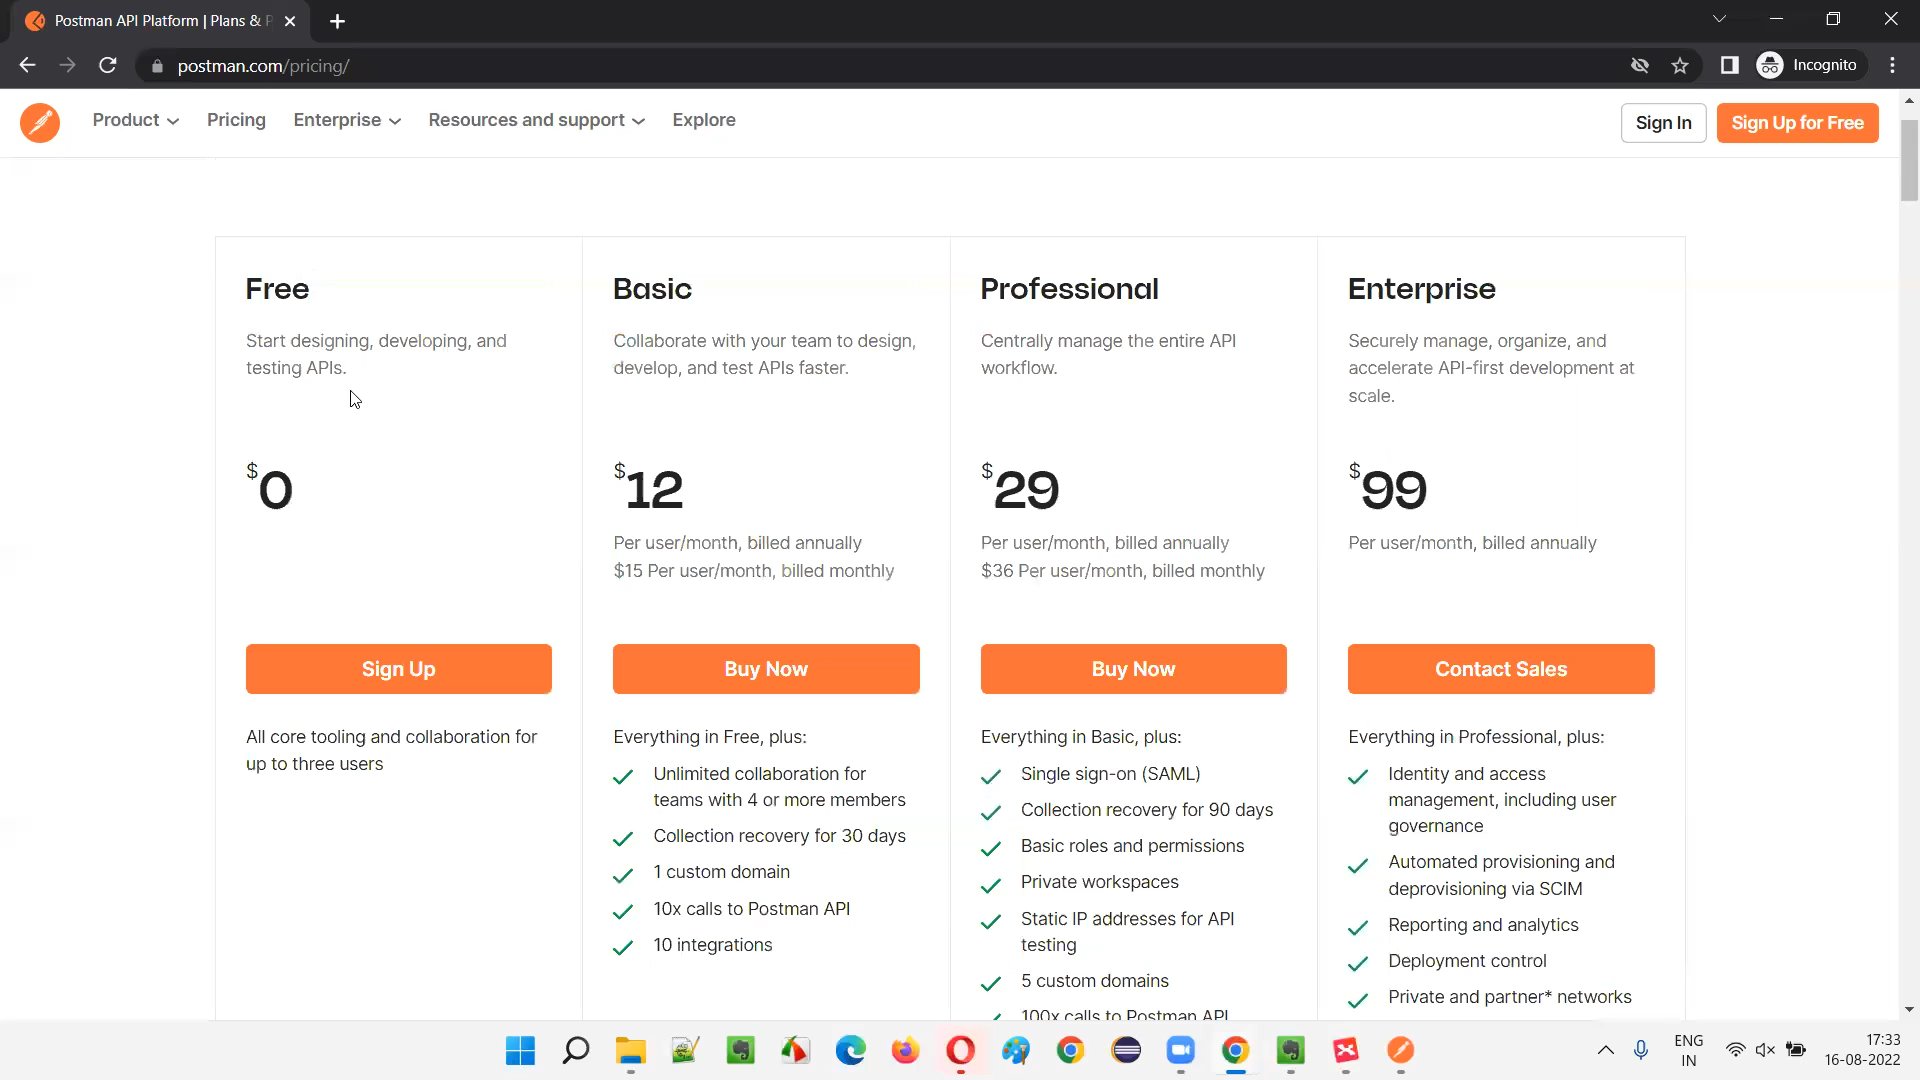 Postman API Platform | Plans & P
postman.com/pricing/
Incognito
Product
Pricing
Enterprise
Resources and support
Explore
Sign In
Sign Up for Free
Free
Start designing, developing, and
testing APIs.
$0
Sign Up
All core tooling and collaboration for
up to three users
Basic
Collaborate with your team to design,
develop, and test APIs faster.
$12
Per user/month, billed annually
$15 Per user/month, billed monthly
Buy Now
Everything in Free, plus:
Unlimited collaboration for
teams with 4 or more members
Collection recovery for 30 days
1 custom domain
10x calls to Postman API
10 integrations
Professional
Centrally manage the entire API
workflow.
$29
Per user/month, billed annually
$36 Per user/month, billed monthly
Buy Now
Everything in Basic, plus:
Single sign-on (SAML)
Collection recovery for 90 days
Basic roles and permissions
Private workspaces
Static IP addresses for API
testing
5 custom domains
100x calls to Postman API
Enterprise
Securely manage, organize, and
accelerate API-first development at
scale.
$99
Per user/month, billed annually
Contact Sales
Everything in Professional, plus:
Identity and access
management, including user
governance
Automated provisioning and
deprovisioning via SCIM
Reporting and analytics
Deployment control
Private and partner* networks
ENG
IN
17:33
16-08-2022